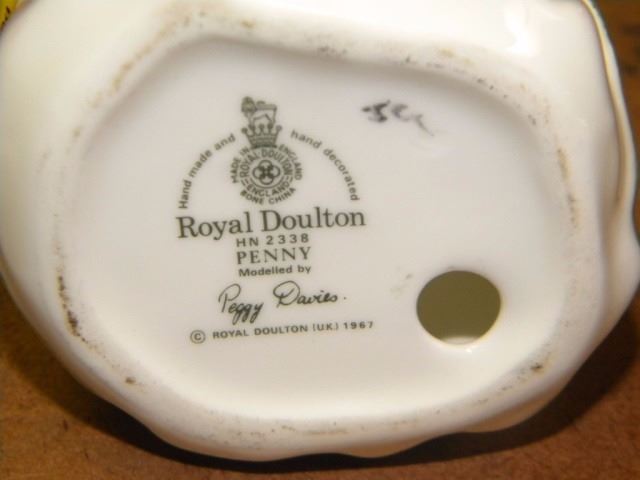 Hand made and hand decorated
MADE IN ENGLAND
ROYAL DOULTON
ENGLAND
BONE CHINA
Royal Doulton
HN 2338
PENNY
Modelled by
Peggy Davies.
© ROYAL DOULTON (UK) 1967